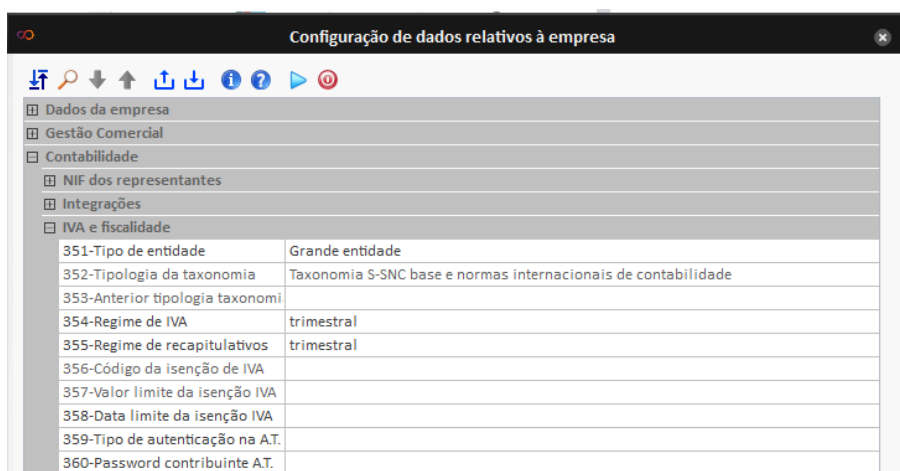 Configuração de dados relativos à empresa
Dados da empresa
Gestão Comercial
Contabilidade
NIF dos representantes
Integrações
IVA e fiscalidade
351-Tipo de entidade Grande entidade
352-Tipologia da taxonomia Taxonomia S-SNC base e normas internacionais de contabilidade
353-Anterior tipologia taxonomi
354-Regime de IVA trimestral
355-Regime de recapitulativos trimestral
356-Código da isenção de IVA
357-Valor limite da isenção IVA
358-Data limite da isenção IVA
359-Tipo de autenticação na A.T.
360-Password contribuinte A.T.